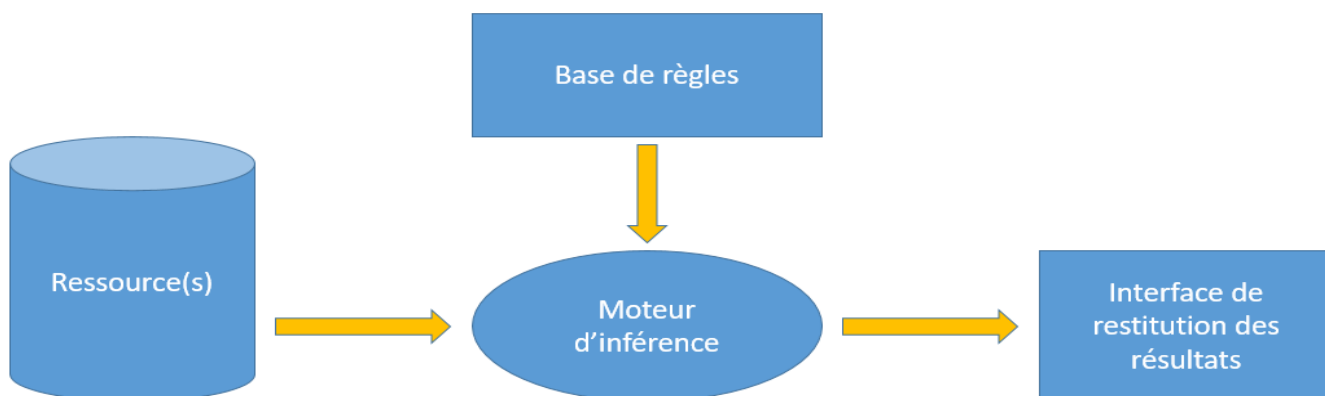 Base de règles
Ressource(s)
Moteur
d’inférence
Interface de
restitution des
résultats